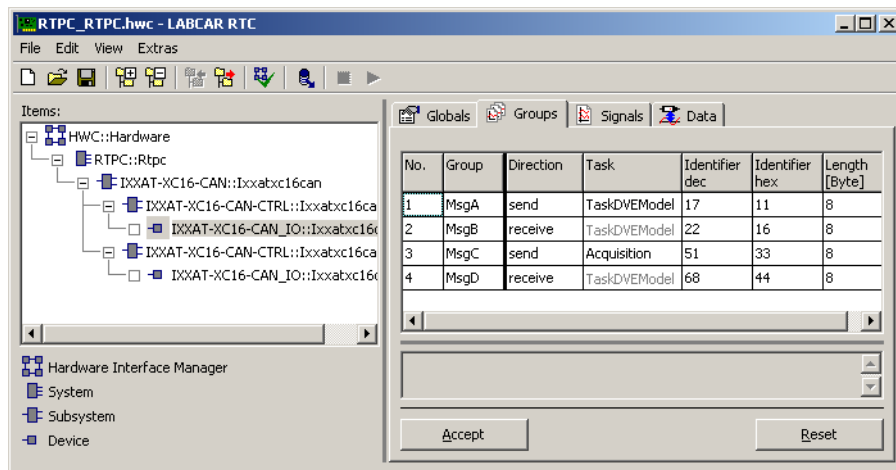 RTPC_RTPC.hwc - LABCAR RTC
File Edit View Extras
Items:
HWC::Hardware
RTPC::Rtpc
IXXAT-XC16-CAN::Ixxatxc16can
IXXAT-XC16-CAN-CTRL::Ixxatxc16ca
IXXAT-XC16-CAN_IO::Ixxatxc16c
IXXAT-XC16-CAN-CTRL::Ixxatxc16ca
IXXAT-XC16-CAN_IO::Ixxatxc16c
Hardware Interface Manager
System
Subsystem
Device
Globals Groups Signals Data
No. Group Direction Task Identifier dec Identifier hex Length [Byte]
1 MsgA send TaskDVEModel 17 11 8
2 MsgB receive TaskDVEModel 22 16 8
3 MsgC send Acquisition 51 33 8
4 MsgD receive TaskDVEModel 68 44 8
Accept Reset